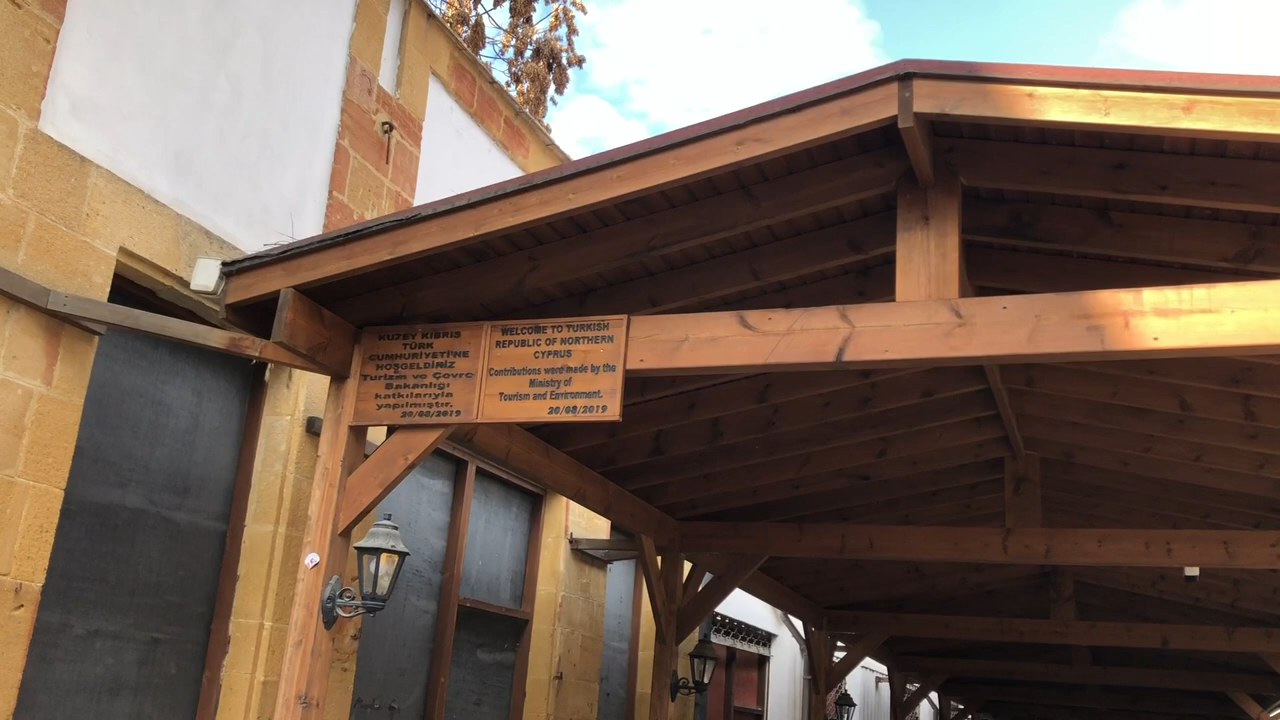 KUZEY KIBRIS
TÜRK
CUMHURİYETİ'NE
HOŞGELDİNİZ
Turizm ve Çevre
Bakanlığı
katkılarıyla
yapılmıştır.
20/08/2019
WELCOME TO TURKISH
REPUBLIC OF NORTHERN
CYPRUS
Contributions were made by the
Ministry of
Tourism and Environment.
20/08/2019